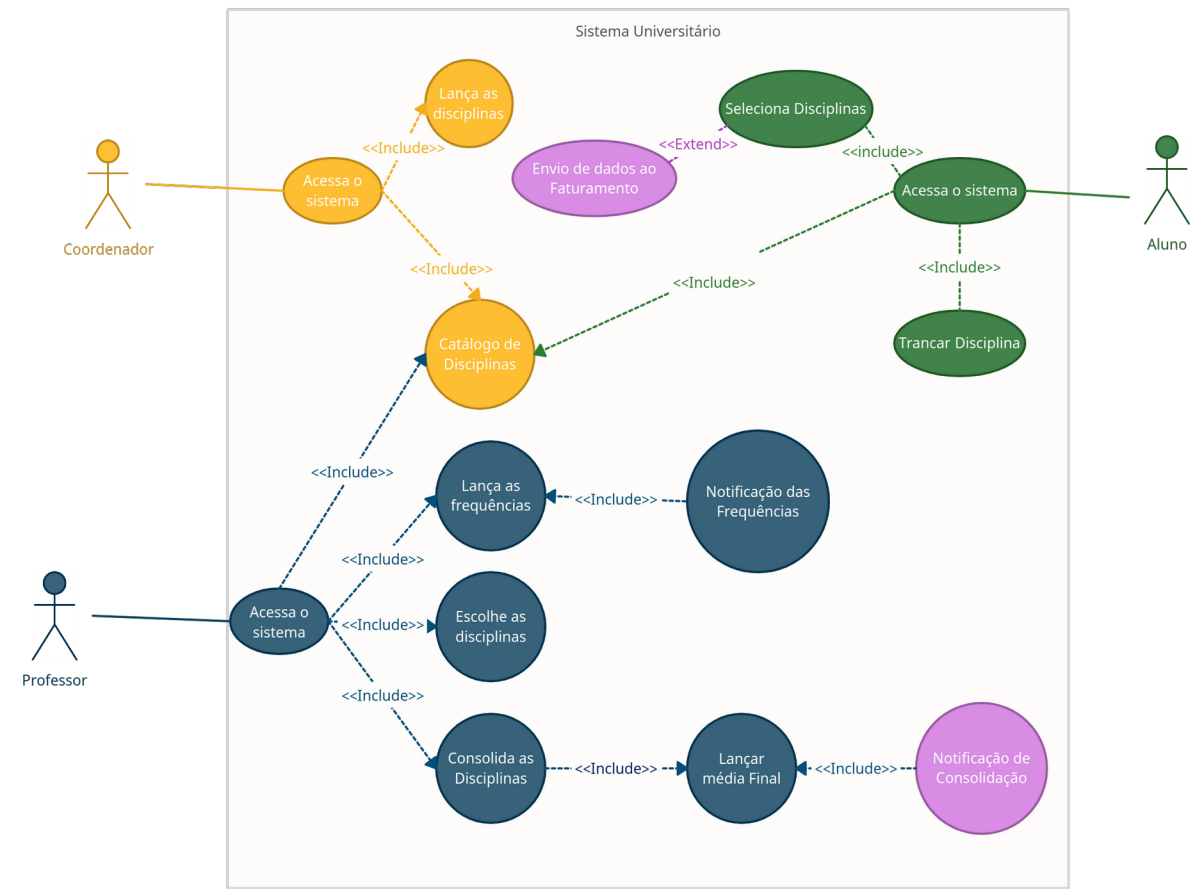 Sistema Universitário
Lança as
disciplinas
Seleciona Disciplinas
<<Include>>
<<Extend>>
<<include>>
Envio de dados ao
Faturamento
Acessa o
sistema
Acessa o sistema
Coordenador
Aluno
<<Include>>
<<Include>>
<<Include>>
Catálogo de
Disciplinas
Trancar Disciplina
<<Include>>
Lança as
frequências
<<Include>>
Notificação das
Frequências
<<Include>>
Acessa o
sistema
<<Include>>
Escolhe as
disciplinas
Professor
<<Include>>
Consolida as
Disciplinas
<<Include>>
Lançar
média Final
<<Include>>
Notificação de
Consolidação